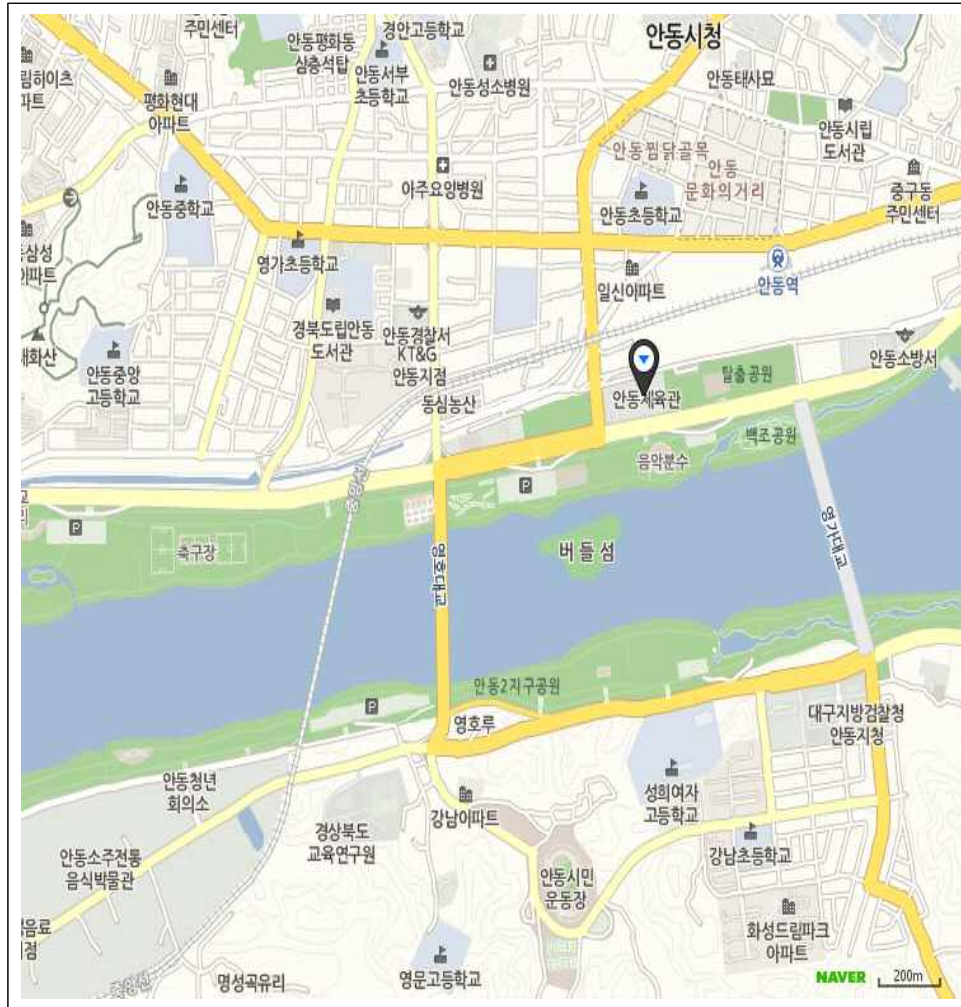 주민센터
안동평화동
삼층석탑
경안고등학교
안동서부
초등학교
안동성소병원
안동시청
안동태사묘
림하이츠
파트
평화현대
아파트
안동시립
도서관
안동찜닭골목
안동
문화의거리
아주요양병원
안동중학교
안동초등학교
중구동
주민센터
삼성
아파트
영가초등학교
일신아파트
안동역
경북도립안동
도서관
안동경찰서
KT&G
안동지점
대화산
안동중앙
고등학교
동심농산
안동체육관
탈춤공원
안동소방서
백조공원
음악분수
중앙선
P
P
축구장
영호대교
버들섬
영가대교
안동2지구공원
P
영호루
대구지방검찰청
안동지청
안동청년
회의소
강남아파트
성희여자
고등학교
경상북도
교육연구원
강남초등학교
안동소주전통
음식박물관
안동시민
운동장
음료
점
화성드림파크
아파트
명성곡유리
영문고등학교
NAVER
200m